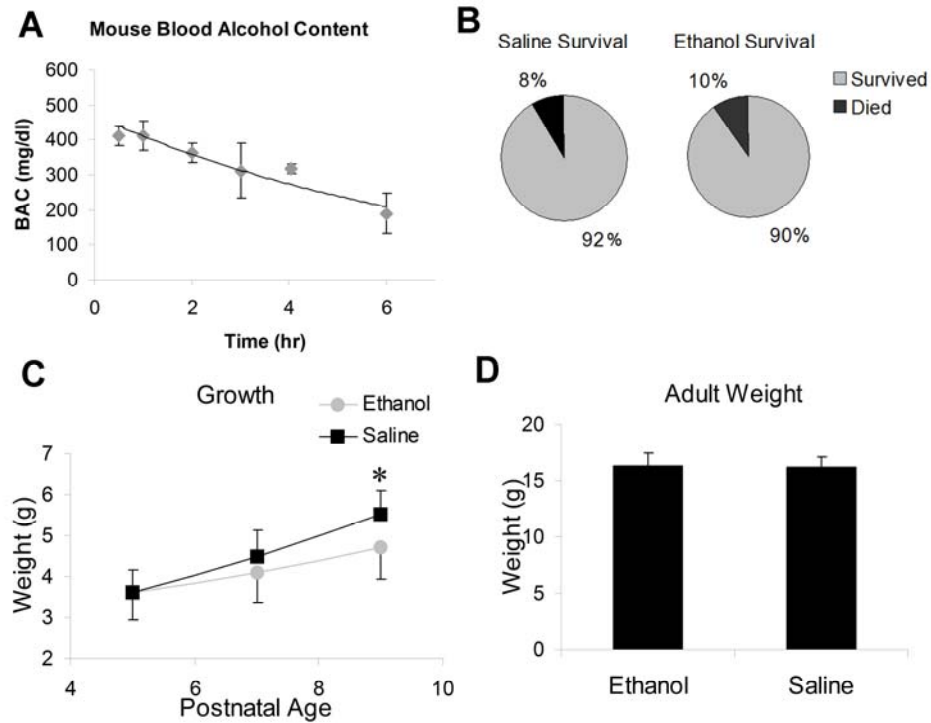 A
Mouse Blood Alcohol Content
600
500
400
300
200
100
0
BAC (mg/dl)
0 2 4 6
Time (hr)
B
Saline Survival
8%
92%
Ethanol Survival
10%
90%
Survived
Died
C
Growth
Ethanol
Saline
7
6
5
4
3
2
*
Weight (g)
4 6 8 10
Postnatal Age
D
Adult Weight
20
15
10
5
0
Weight (g)
Ethanol Saline